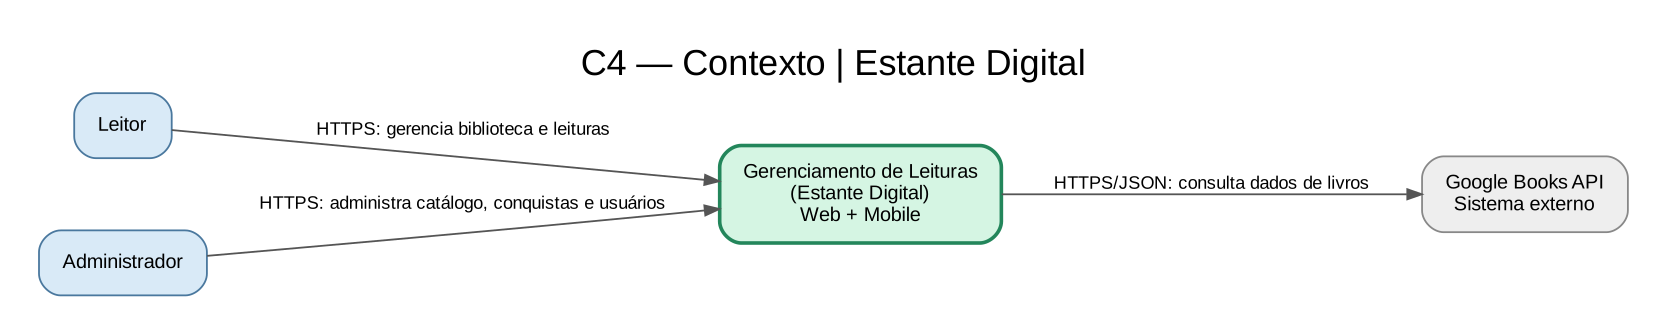 C4 — Contexto | Estante Digital
Leitor
HTTPS: gerencia biblioteca e leituras
Administrador
HTTPS: administra catálogo, conquistas e usuários
Gerenciamento de Leituras
(Estante Digital)
Web + Mobile
HTTPS/JSON: consulta dados de livros
Google Books API
Sistema externo